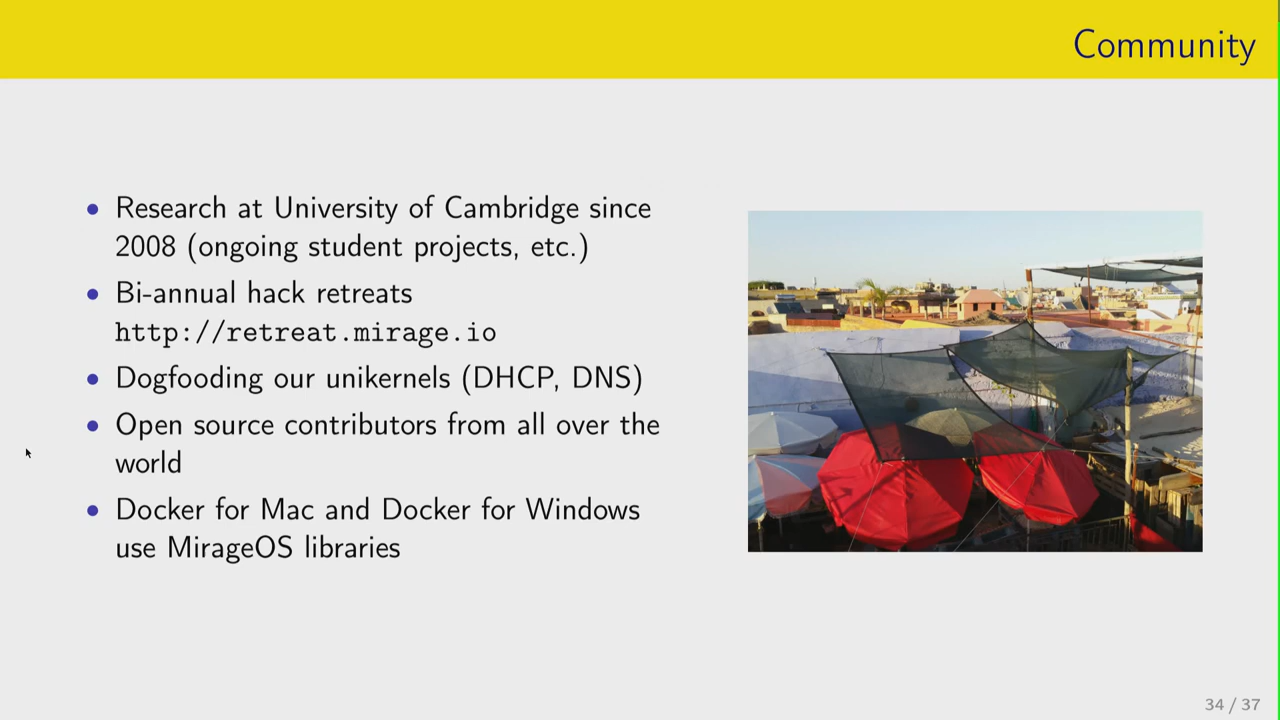 Community
• Research at University of Cambridge since
2008 (ongoing student projects, etc.)
• Bi-annual hack retreats
http://retreat.mirage.io
• Dogfooding our unikernels (DHCP, DNS)
• Open source contributors from all over the
world
• Docker for Mac and Docker for Windows
use MirageOS libraries
34 / 37